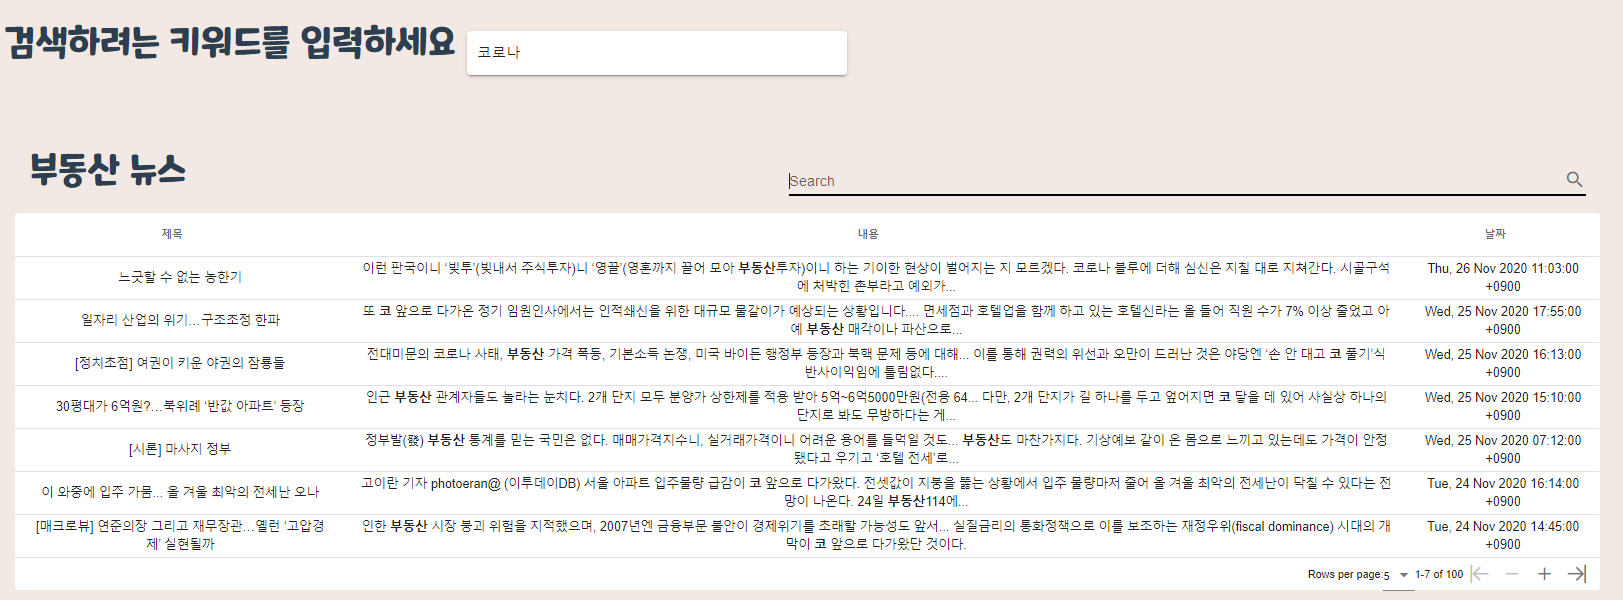 검색하려는 키워드를 입력하세요
코로나
부동산 뉴스
Search
제목 내용 날짜
느긋할 수 없는 농한기
이런 판국이니 ‘빚투’(빚내서 주식투자)니 ‘영끌’(영혼까지 끌어 모아 부동산투자)이니 하는 기이한 현상이 벌어지는 지 모르겠다. 코로나 블루에 더해 심신은 지칠 대로 지쳐간다. 시골구석
에 처박힌 촌부라고 예외가...
Thu, 26 Nov 2020 11:03:00
+0900
일자리 산업의 위기…구조조정 한파
또 코 앞으로 다가온 정기 임원인사에서는 인적쇄신을 위한 대규모 물갈이가 예상되는 상황입니다.... 면세점과 호텔업을 함께 하고 있는 호텔신라는 올 들어 직원 수가 7% 이상 줄었고 아
예 부동산 매각이나 파산으로...
Wed, 25 Nov 2020 17:55:00
+0900
[정치초점] 여권이 키운 야권의 잠룡들
전대미문의 코로나 사태, 부동산 가격 폭등, 기본소득 논쟁, 미국 바이든 행정부 등장과 북핵 문제 등에 대해... 이를 통해 권력의 위선과 오만이 드러난 것은 야당엔 ‘손 안 대고 코 풀기’식
반사이익임에 틀림없다....
Wed, 25 Nov 2020 16:13:00
+0900
30평대가 6억원?…북위례 ‘반값 아파트’ 등장
인근 부동산 관계자들도 놀라는 눈치다. 2개 단지 모두 분양가 상한제를 적용 받아 5억~6억5000만원(전용 64... 다만, 2개 단지가 길 하나를 두고 엎어지면 코 닿을 데 있어 사실상 하나의
단지로 봐도 무방하다는 게...
Wed, 25 Nov 2020 15:10:00
+0900
[시론] 마사지 정부
정부발(發) 부동산 통계를 믿는 국민은 없다. 매매가격지수니, 실거래가격이니 어려운 용어를 들먹일 것도... 부동산도 마찬가지다. 기상예보 같이 온 몸으로 느끼고 있는데도 가격이 안정
됐다고 우기고 ‘호텔 전세’로...
Wed, 25 Nov 2020 07:12:00
+0900
이 와중에 입주 가뭄... 올 겨울 최악의 전세난 오나
고이란 기자 photoeran@ (이투데이DB) 서울 아파트 입주물량 급감이 코 앞으로 다가왔다. 전셋값이 지붕을 뚫는 상황에서 입주 물량마저 줄어 올 겨울 최악의 전세난이 닥칠 수 있다는 전
망이 나온다. 24일 부동산114에...
Tue, 24 Nov 2020 16:14:00
+0900
[매크로뷰] 연준의장 그리고 재무장관…옐런 ‘고압경
제’ 실현될까
인한 부동산 시장 붕괴 위험을 지적했으며, 2007년엔 금융부문 불안이 경제위기를 초래할 가능성도 앞서... 실질금리의 통화정책으로 이를 보조하는 재정우위(fiscal dominance) 시대의 개
막이 코 앞으로 다가왔단 것이다.
Tue, 24 Nov 2020 14:45:00
+0900
Rows per page:5 1-7 of 100